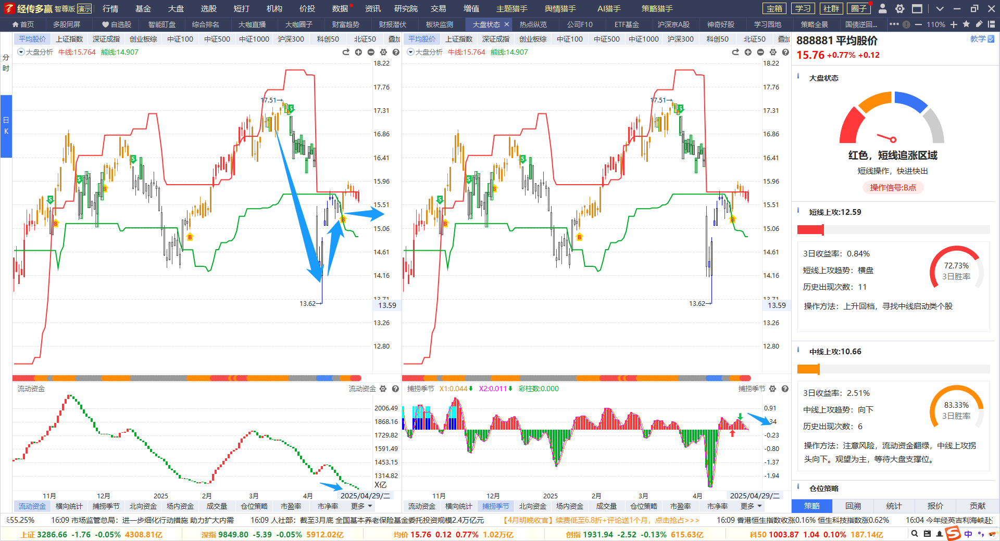 经传多赢 智尊版 演示 行情 基金 大盘 选股 短打 机构 价投 数据 资讯 研究院 交易 增值 主题猎手 舆情猎手 AI猎手 策略猎手 宝箱 学习 社群 圈子
首页 多股同屏 自选股 智能盯盘 综合排名 大咖直播 大咖圈子 财富趋势 财报潜伏 板块监测 大盘状态 × 热点纵览 公司F10 ETF基金 沪深京A股 神奇好股 学习园地 策略全景 国债逆回... 110%
分时
日K
平均股价 上证指数 深证成指 创业板综 中证100 中证500 中证1000 沪深300 科创50 北证50 叠加
大盘分析 牛线:15.764 熊线:14.907
18.22
17.76
17.31
16.86
16.41
15.96
15.51
15.06
14.61
14.16
13.71
13.59
13.26
12.80
17.51→
13.62→
S S S S
B B B B
流动资金 流动资金
2006.49
1868.16
1729.82
1591.49
1453.15
1314.82
X亿
11月 12月 2025 2月 3月 4月 2025/04/29/二
流动资金 横向统计 捕捞季节 北向资金 场内资金 成交量 仓位策略 市盈率 市净率 更多
平均股价 上证指数 深证成指 创业板综 中证100 中证500 中证1000 沪深300 科创50 北证50 叠加
大盘分析 牛线:15.764 熊线:14.907
18.22
17.76
17.31
16.86
16.41
15.96
15.51
15.06
14.61
14.16
13.71
13.59
13.26
12.80
17.51→
13.62→
S S S S
B B B B
捕捞季节 X1:0.044 X2:0.011 彩柱数:0.000 捕捞季节
0.91
.34
-0.23
-0.80
-1.37
-1.94
11月 12月 2025 2月 3月 4月 2025/04/29/二
流动资金 横向统计 捕捞季节 北向资金 场内资金 成交量 仓位策略 市盈率 市净率 更多
888881 平均股价 教学
15.76 +0.77% +0.12
大盘状态
红色，短线追涨区域
短线操作，快进快出
操作信号:B点
短线上攻:12.59
3日收益率：0.84%
短线上攻趋势：横盘
历史出现次数：11
72.73%
3日胜率
操作方法：上升回档，寻找中线启动类个股
中线上攻:10.66
3日收益率：2.51%
中线上攻趋势：向下
历史出现次数：6
83.33%
3日胜率
操作方法：注意风险，流动资金翻绿，中线上攻拐
头向下。观望为主，等待大盘支撑位。
仓位策略
策略 回溯 统计 报价 贡献
长55.25% 16:09 市场监管总局：进一步细化行动措施 助力扩大内需 16:09 人社部：截至3月底 全国基本养老保险基金委托投资规模2.4万亿元 【4月明晚收官】续费低至6.8折+评论送1个月，点击抢占>>> 16:09 香港恒生指数收涨0.16% 恒生科技指数涨0.62% 16:04 今年经英吉利海峡赴
上证 3286.66 -1.76 -0.05% 4308.81亿 深指 9849.80 -5.39 -0.05% 5912.02亿 均价 15.76 0.12 0.77% 1.02万亿 创指 1931.94 -2.52 -0.13% 615.63亿 科50 1003.87 1.04 0.10% 187.14亿 中